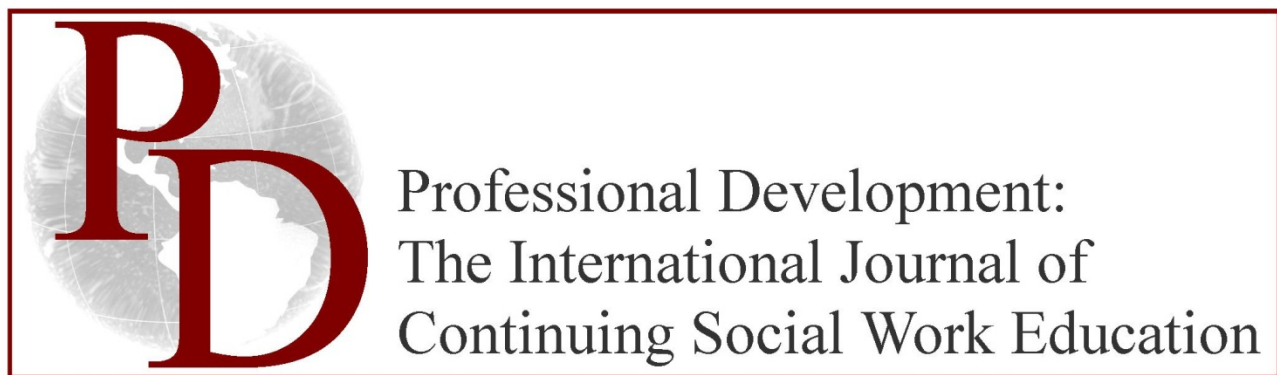 PD
Professional Development:
The International Journal of
Continuing Social Work Education